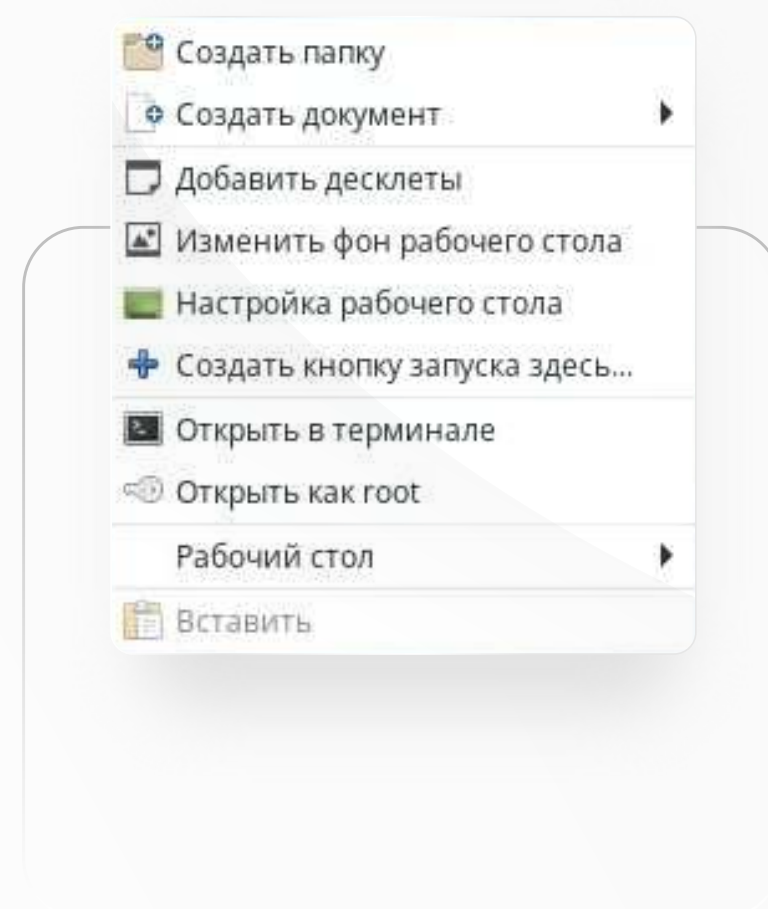 Создать папку
Создать документ
Добавить десклеты
Изменить фон рабочего стола
Настройка рабочего стола
Создать кнопку запуска здесь...
Открыть в терминале
Открыть как root
Рабочий стол
Вставить